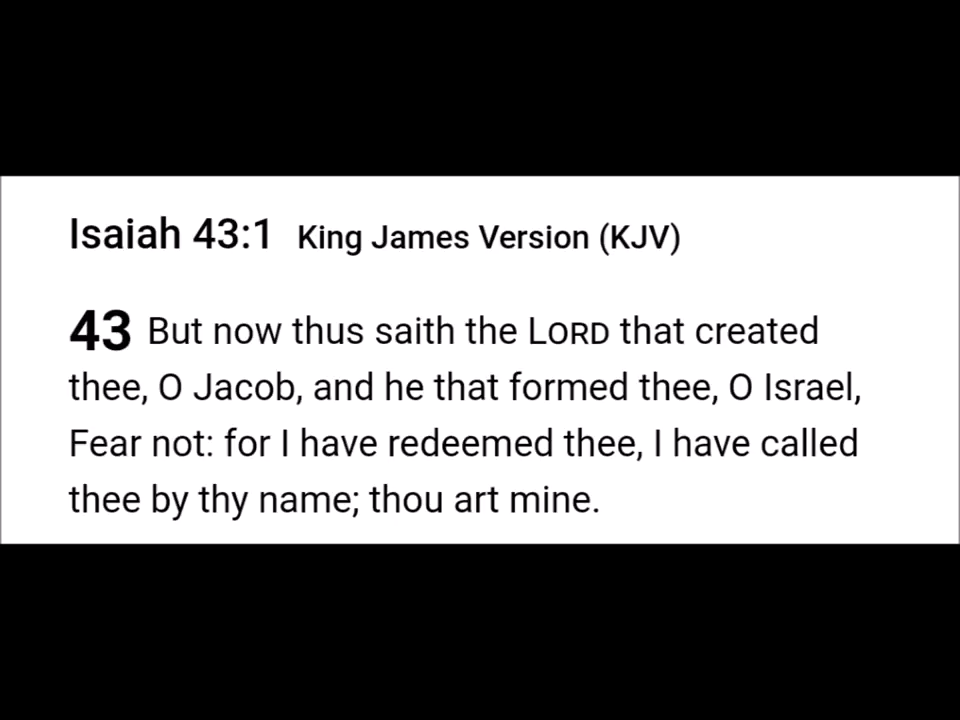 Isaiah 43:1 King James Version (KJV)
43 But now thus saith the LORD that created
thee, O Jacob, and he that formed thee, O Israel,
Fear not: for I have redeemed thee, I have called
thee by thy name; thou art mine.